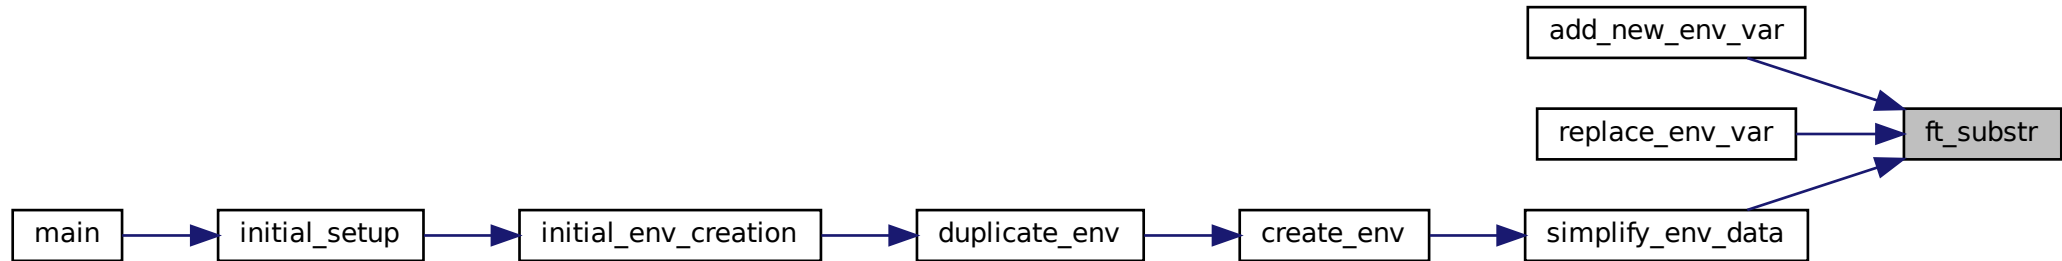 add_new_env_var
replace_env_var
ft_substr
main
initial_setup
initial_env_creation
duplicate_env
create_env
simplify_env_data